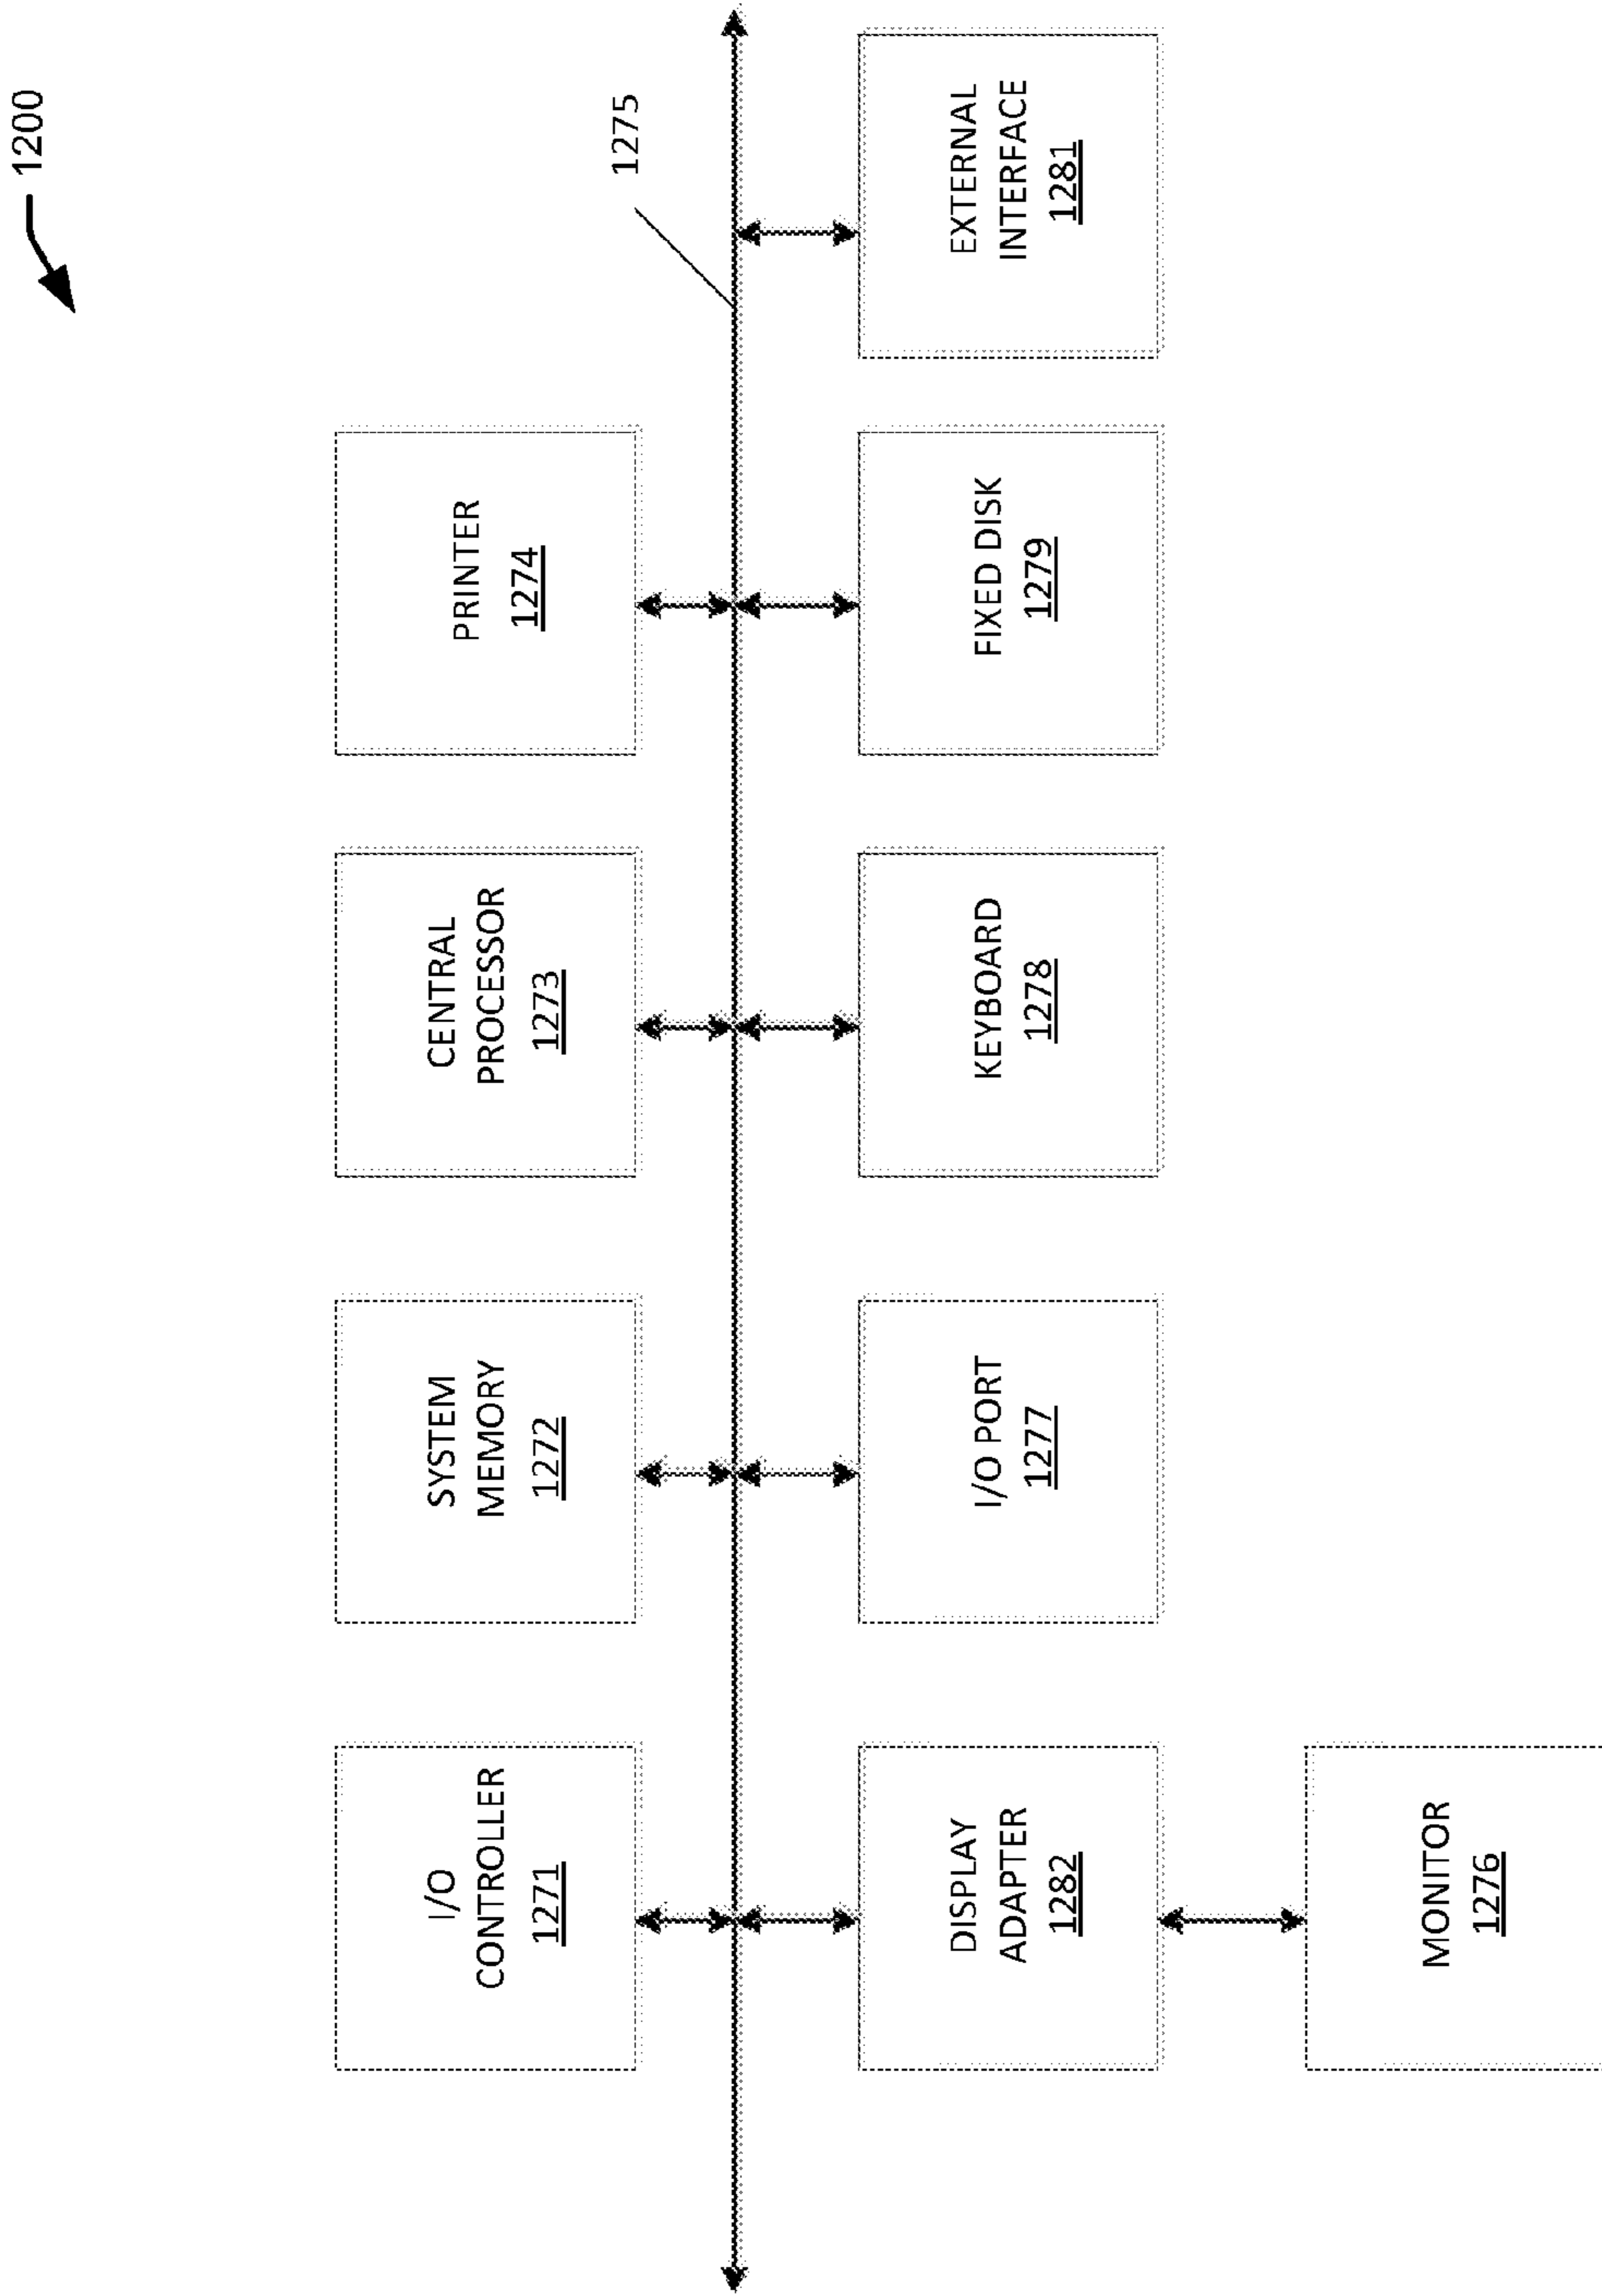 1200
I/O
CONTROLLER
1271
SYSTEM
MEMORY
1272
CENTRAL
PROCESSOR
1273
PRINTER
1274
1275
DISPLAY
ADAPTER
1282
I/O PORT
1277
KEYBOARD
1278
FIXED DISK
1279
EXTERNAL
INTERFACE
1281
MONITOR
1276